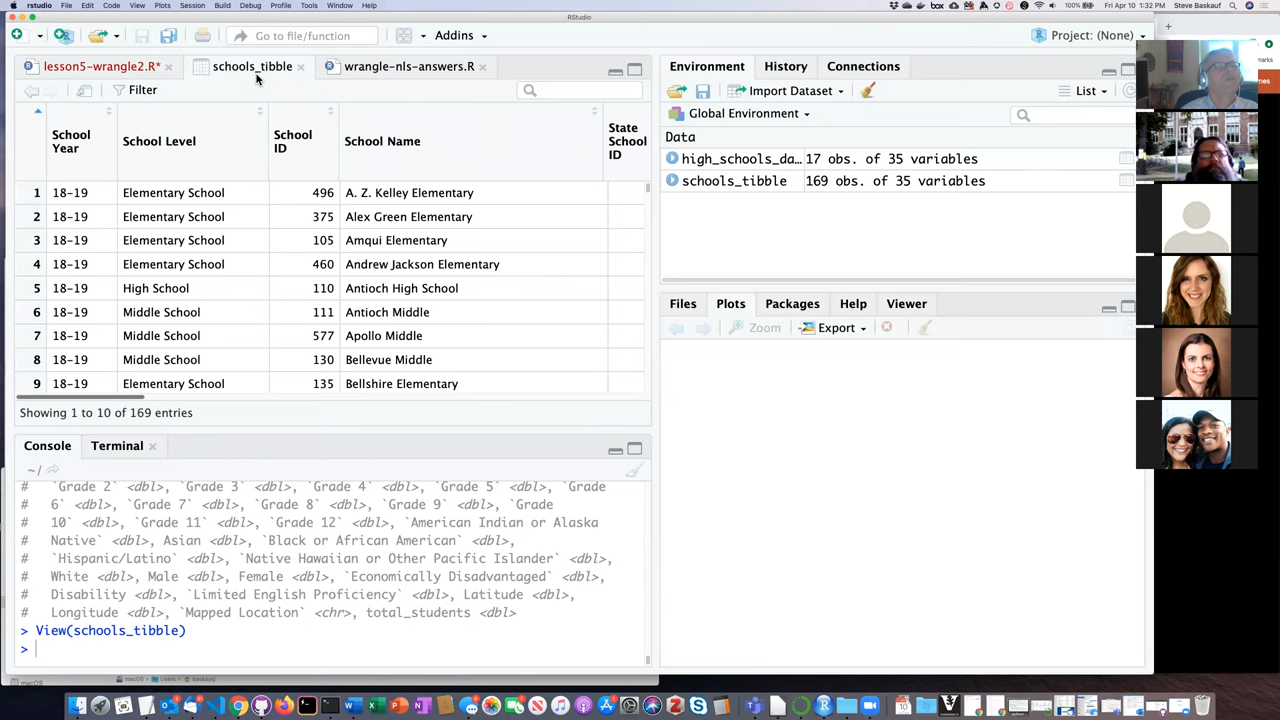 rstudio File Edit Code View Plots Session Build Debug Profile Tools Window Help
box 100% Fri Apr 10 1:32 PM Steve Baskauf
RStudio
Go to file/function Addins Project: (None)
lesson5-wrangle2.R* schools_tibble wrangle-nls-answers.R
Filter
School Year School Level School ID School Name State School ID
1 18-19 Elementary School 496 A. Z. Kelley Elementary
2 18-19 Elementary School 375 Alex Green Elementary
3 18-19 Elementary School 105 Amqui Elementary
4 18-19 Elementary School 460 Andrew Jackson Elementary
5 18-19 High School 110 Antioch High School
6 18-19 Middle School 111 Antioch Middle
7 18-19 Middle School 577 Apollo Middle
8 18-19 Middle School 130 Bellevue Middle
9 18-19 Elementary School 135 Bellshire Elementary
Showing 1 to 10 of 169 entries
Console Terminal
~/
# `Grade 2` <dbl>, `Grade 3` <dbl>, `Grade 4` <dbl>, `Grade 5` <dbl>, `Grade
# 6` <dbl>, `Grade 7` <dbl>, `Grade 8` <dbl>, `Grade 9` <dbl>, `Grade
# 10` <dbl>, `Grade 11` <dbl>, `Grade 12` <dbl>, `American Indian or Alaska
# Native` <dbl>, Asian <dbl>, `Black or African American` <dbl>,
# `Hispanic/Latino` <dbl>, `Native Hawaiian or Other Pacific Islander` <dbl>,
# White <dbl>, Male <dbl>, Female <dbl>, `Economically Disadvantaged` <dbl>,
# Disability <dbl>, `Limited English Proficiency` <dbl>, Latitude <dbl>,
# Longitude <dbl>, `Mapped Location` <chr>, total_students <dbl>
> View(schools_tibble)
>
Environment History Connections
Import Dataset List
Global Environment
Data
high_schools_da… 17 obs. of 35 variables
schools_tibble 169 obs. of 35 variables
Files Plots Packages Help Viewer
Zoom Export
macOS Users baskausj